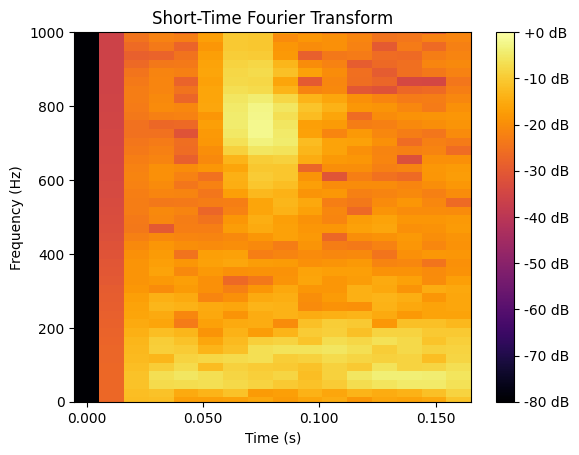 Short-Time Fourier Transform
1000
800
600
400
200
0
Frequency (Hz)
0.000
0.050
0.100
0.150
Time (s)
+0 dB
-10 dB
-20 dB
-30 dB
-40 dB
-50 dB
-60 dB
-70 dB
-80 dB